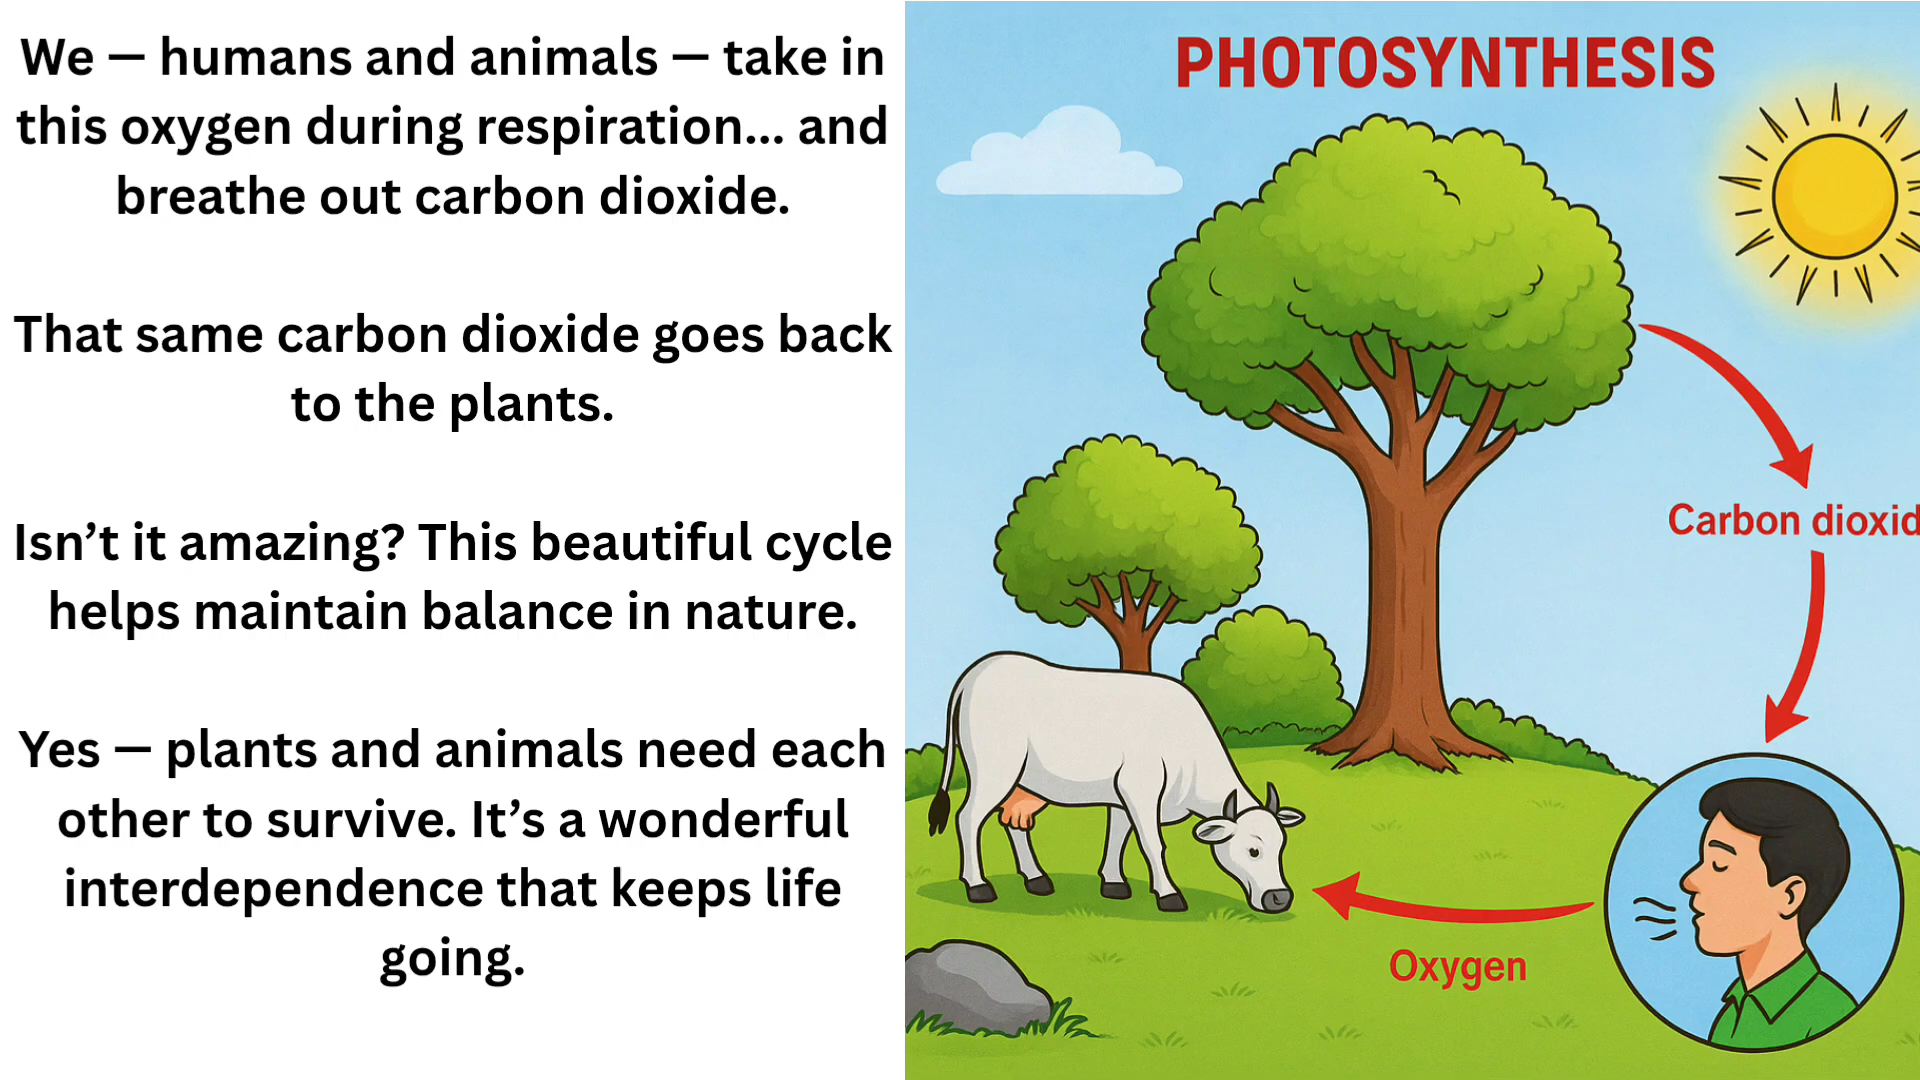 We — humans and animals — take in
this oxygen during respiration... and
breathe out carbon dioxide.
That same carbon dioxide goes back
to the plants.
Isn’t it amazing? This beautiful cycle
helps maintain balance in nature.
Yes — plants and animals need each
other to survive. It’s a wonderful
interdependence that keeps life
going.
PHOTOSYNTHESIS
Carbon dioxid
Oxygen